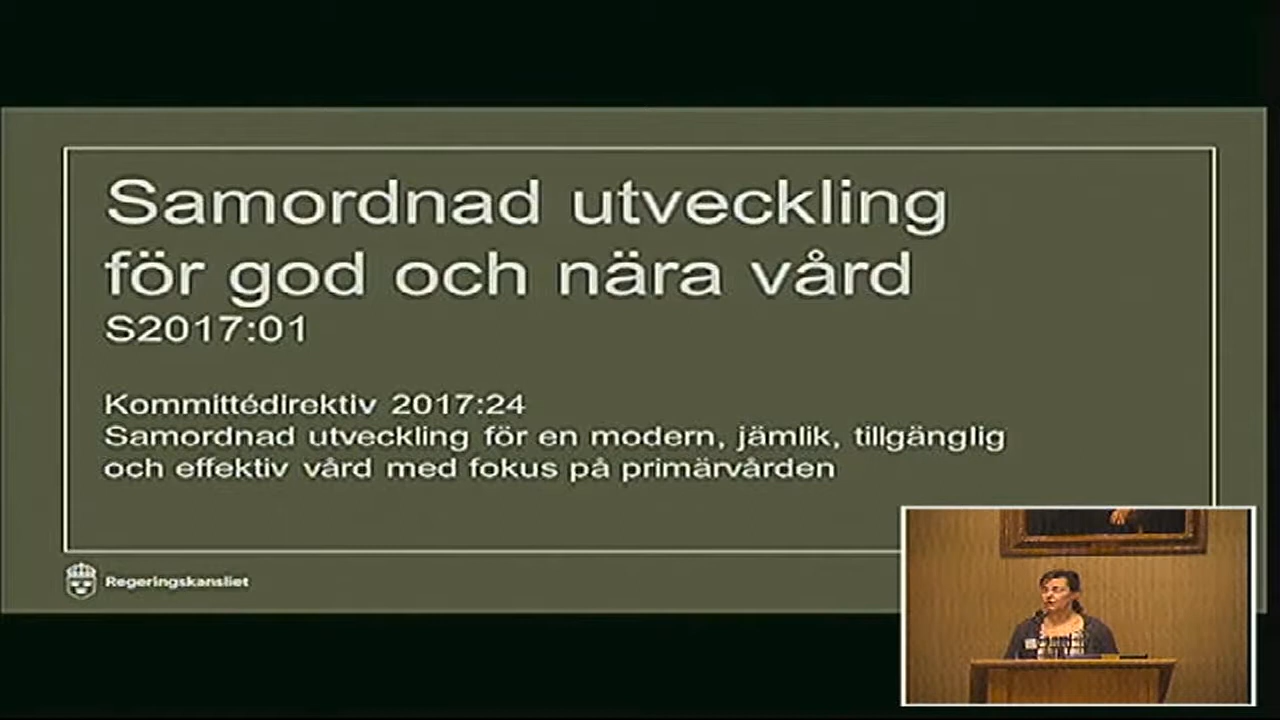 Samordnad utveckling
för god och nära vård
S2017:01
Kommittédirektiv 2017:24
Samordnad utveckling för en modern, jämlik, tillgänglig
och effektiv vård med fokus på primärvården
Regeringskansliet